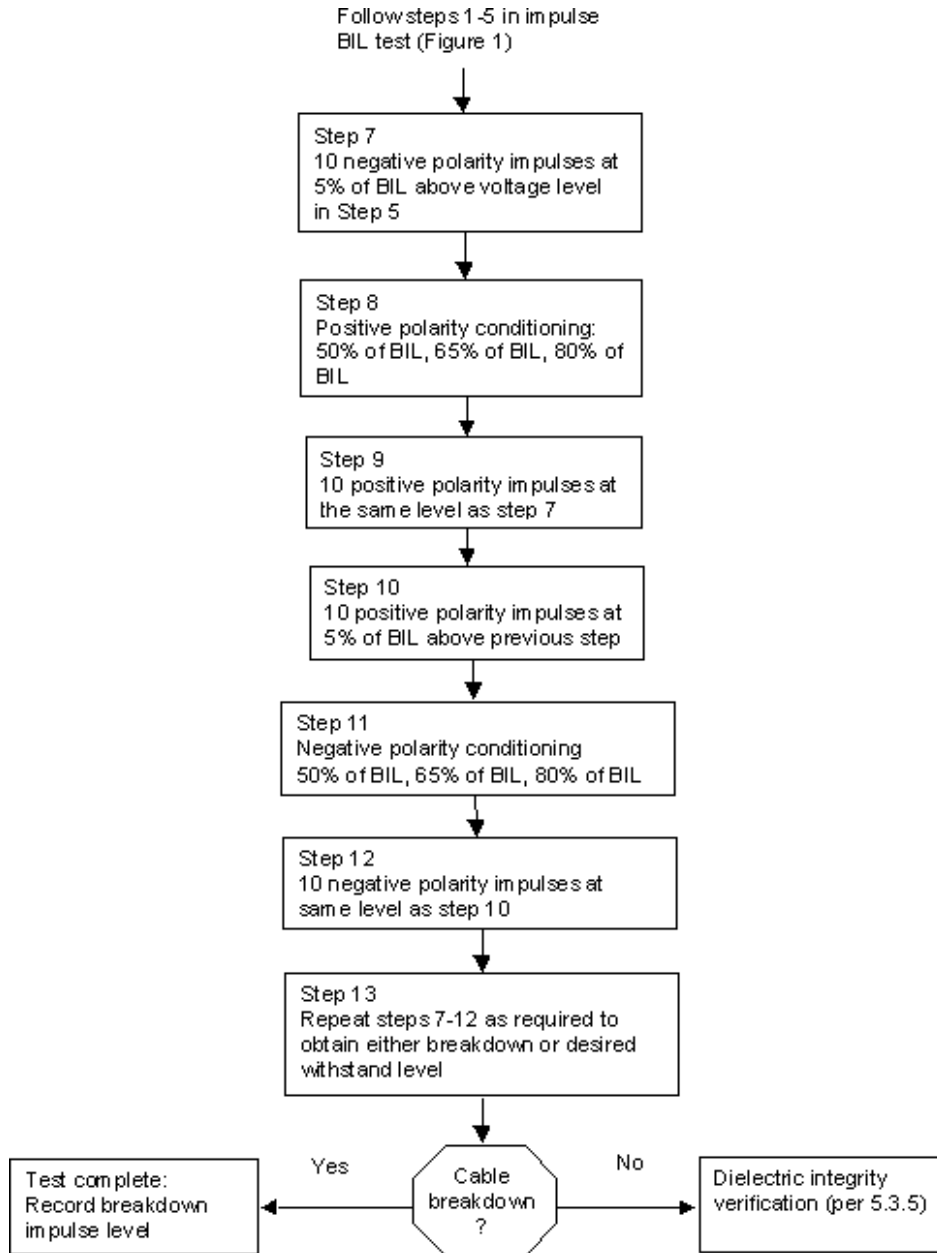 Follow steps 1-5 in impulse
BIL test (Figure 1)
Step 7
10 negative polarity impulses at
5% of BIL above voltage level
in Step 5
Step 8
Positive polarity conditioning:
50% of BIL, 65% of BIL, 80% of
BIL
Step 9
10 positive polarity impulses at
the same level as step 7
Step 10
10 positive polarity impulses at
5% of BIL above previous step
Step 11
Negative polarity conditioning
50% of BIL, 65% of BIL, 80% of BIL
Step 12
10 negative polarity impulses at
same level as step 10
Step 13
Repeat steps 7-12 as required to
obtain either breakdown or desired
withstand level
Yes
No
Test complete:
Record breakdown
impulse level
Cable
breakdown
?
Dielectric integrity
verification (per 5.3.5)